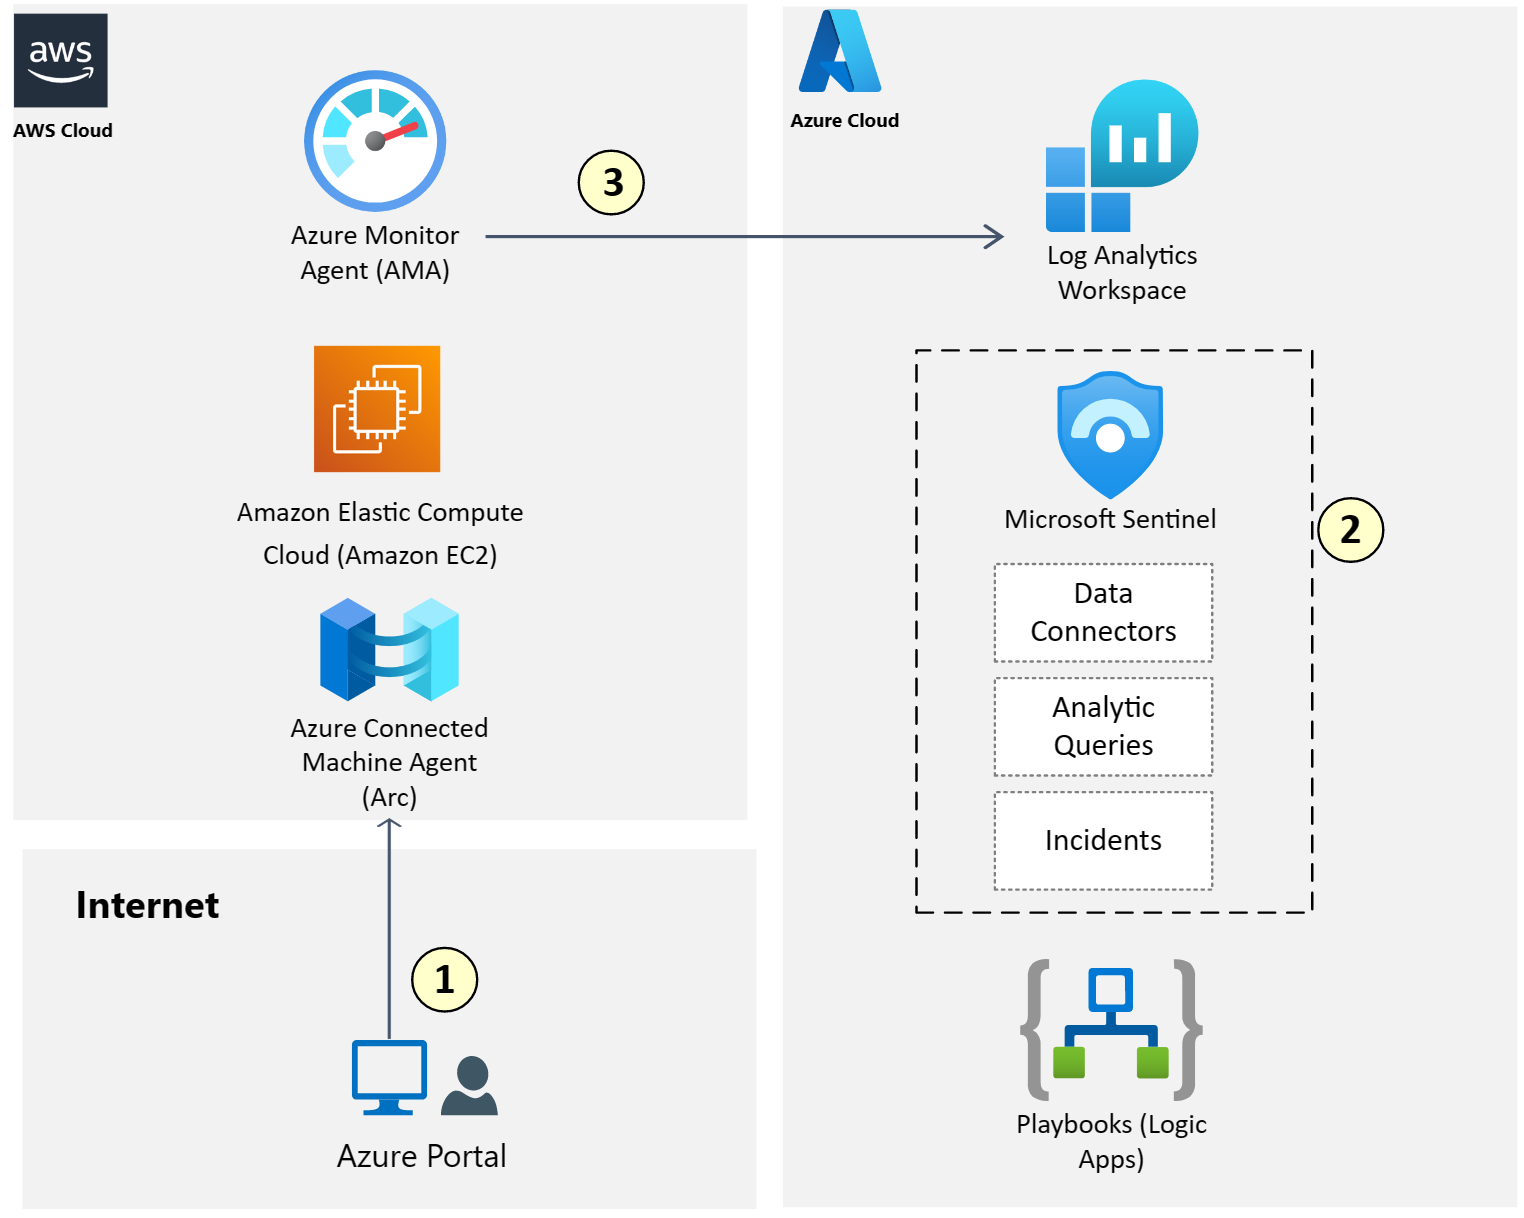 aws
AWS Cloud
Azure Monitor
Agent (AMA)
3
Amazon Elastic Compute
Cloud (Amazon EC2)
Azure Connected
Machine Agent
(Arc)
Internet
1
Azure Portal
Azure Cloud
Log Analytics
Workspace
Microsoft Sentinel
2
Data
Connectors
Analytic
Queries
Incidents
Playbooks (Logic
Apps)